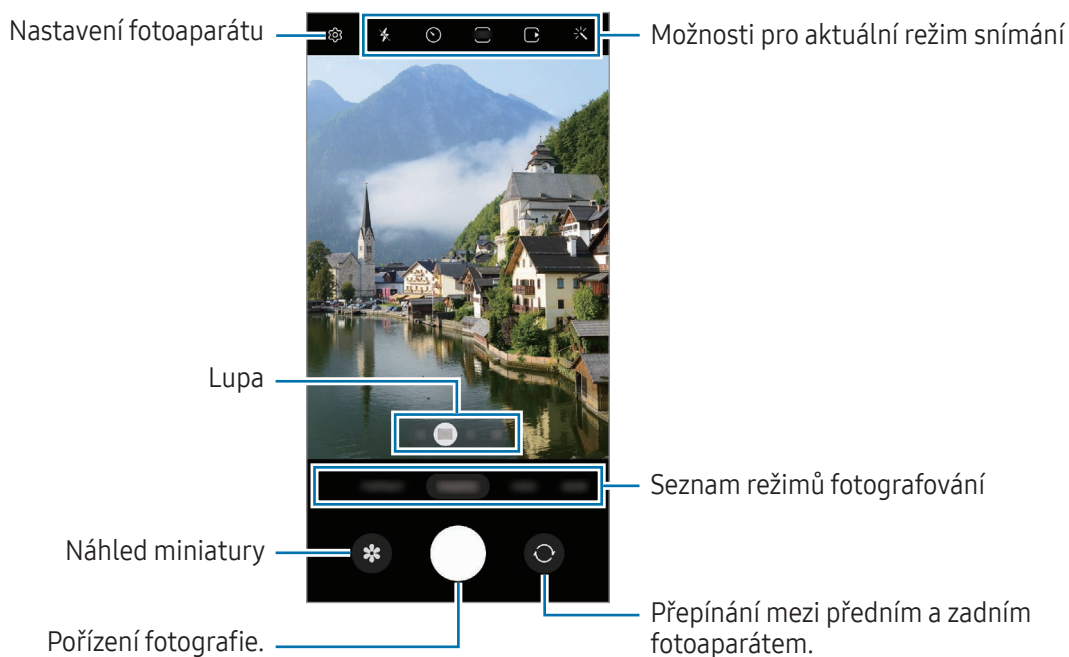 Nastavení fotoaparátu
Možnosti pro aktuální režim snímání
Lupa
Seznam režimů fotografování
Náhled miniatury
Pořízení fotografie.
Přepínání mezi předním a zadním
fotoaparátem.